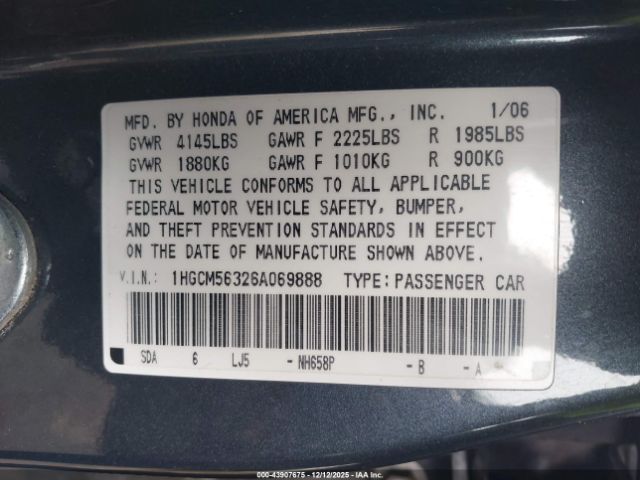 MFD. BY HONDA OF AMERICA MFG., INC. 1/06
GVWR 4145LBS GAWR F 2225LBS R 1985LBS
GVWR 1880KG GAWR F 1010KG R 900KG
THIS VEHICLE CONFORMS TO ALL APPLICABLE
FEDERAL MOTOR VEHICLE SAFETY, BUMPER,
AND THEFT PREVENTION STANDARDS IN EFFECT
ON THE DATE OF MANUFACTURE SHOWN ABOVE.
V.I.N.: 1HGCM56326A069888 TYPE: PASSENGER CAR
SDA 6 LJ5 -NH658P -B -A
© 43907675 - 12/12/2025 - IAA Inc.